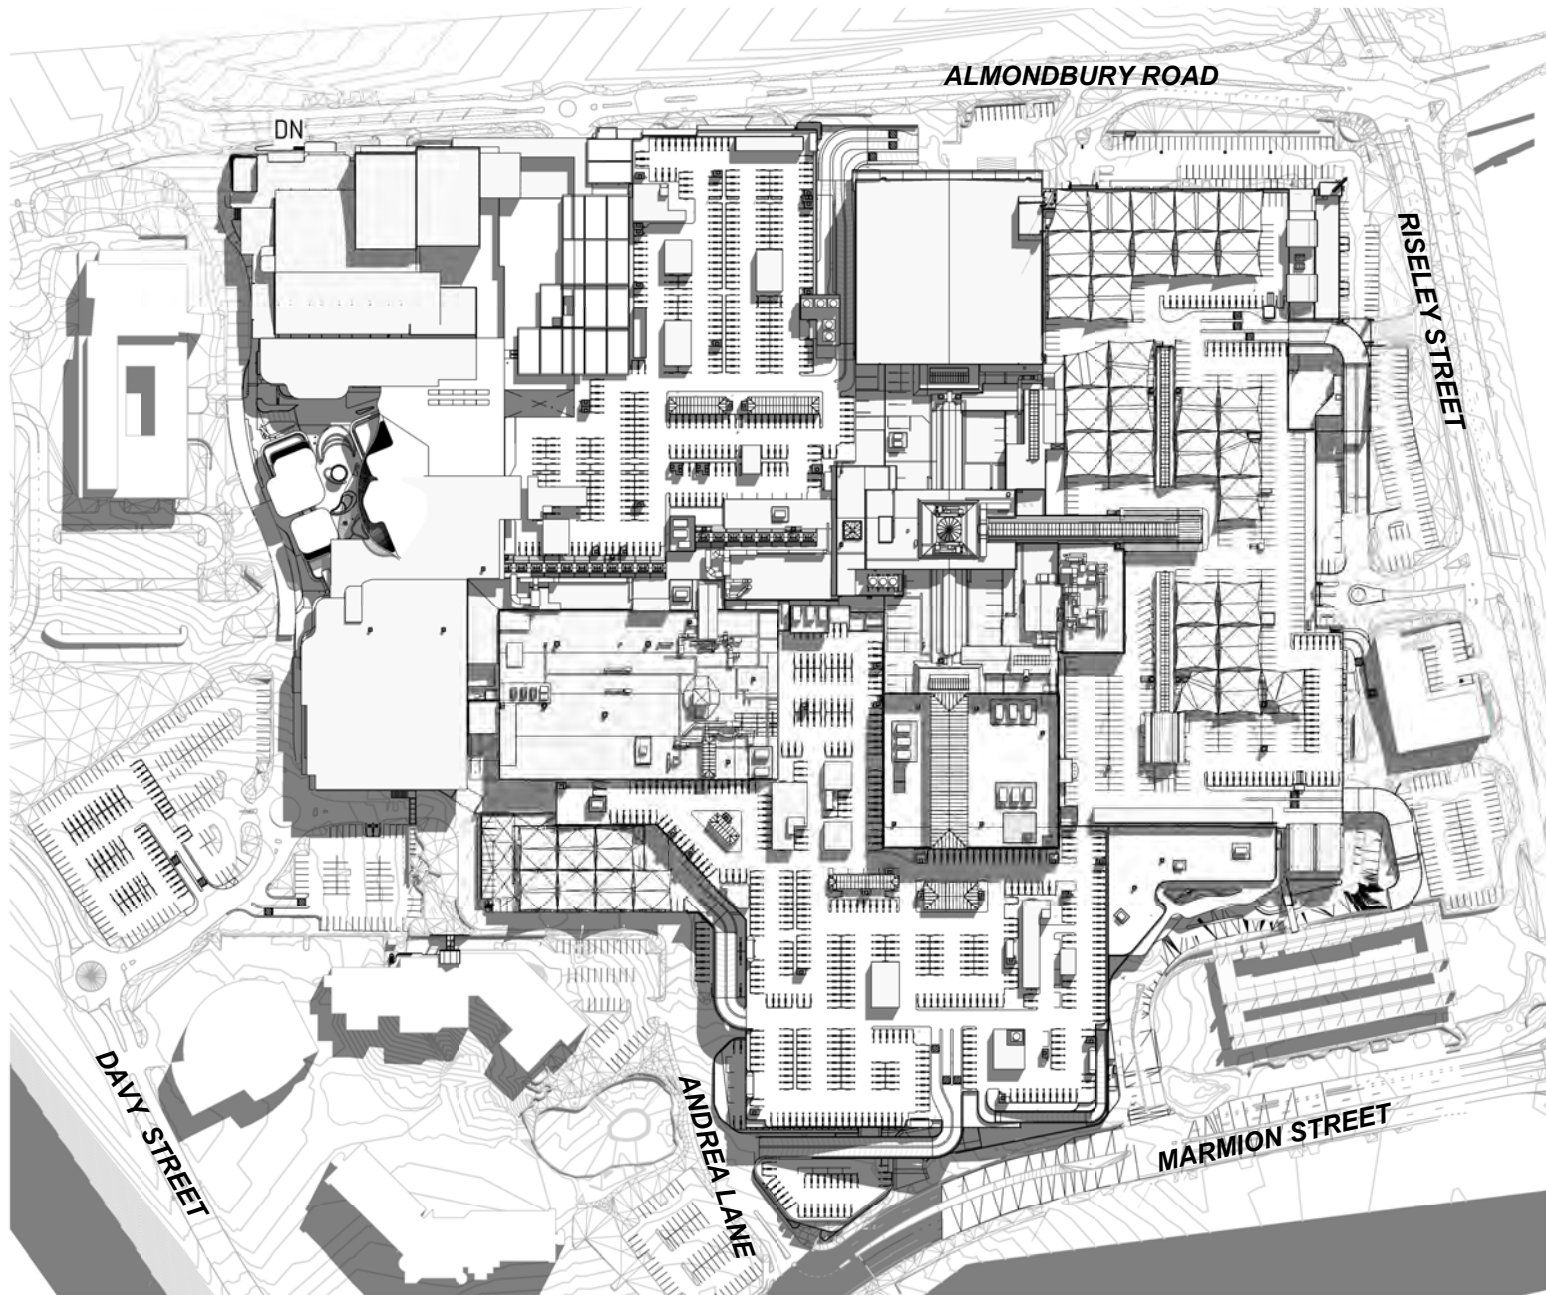 ALMONDBURY ROAD
DN
RISELEY STREET
DAVY STREET
ANDREA LANE
MARMION STREET